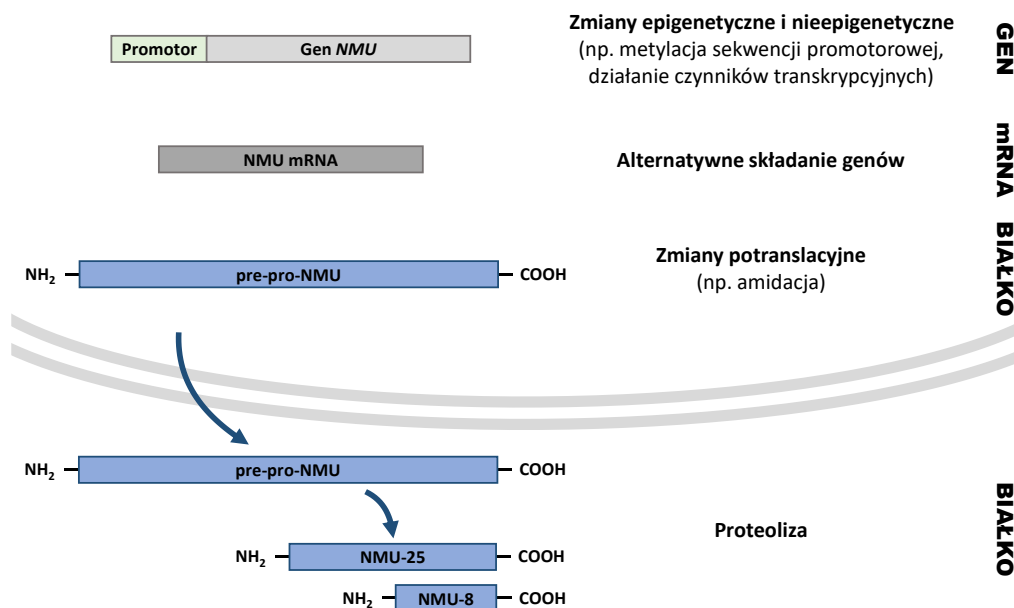 Promotor
Gen NMU
Zmiany epigenetyczne i nieepigenetyczne
(np. metylacja sekwencji promotorowej,
działanie czynników transkrypcyjnych)
GEN
NMU mRNA
Alternatywne składanie genów
mRNA
NH2
pre-pro-NMU
COOH
Zmiany potranslacyjne
(np. amidacja)
BIAŁKO
NH2
pre-pro-NMU
COOH
Proteoliza
BIAŁKO
NH2
NMU-25
COOH
NH2
NMU-8
COOH